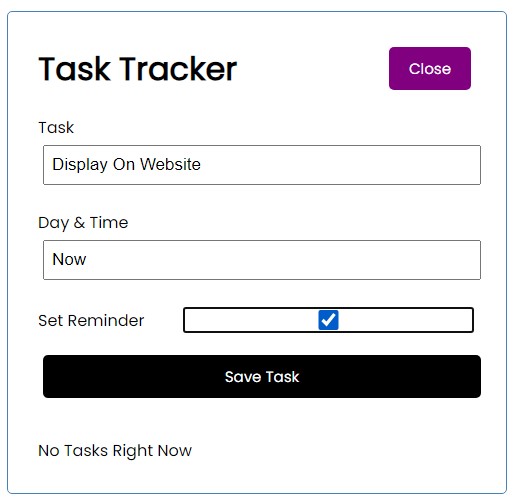 Task Tracker
Close
Task
Display On Website
Day & Time
Now
Set Reminder
Save Task
No Tasks Right Now